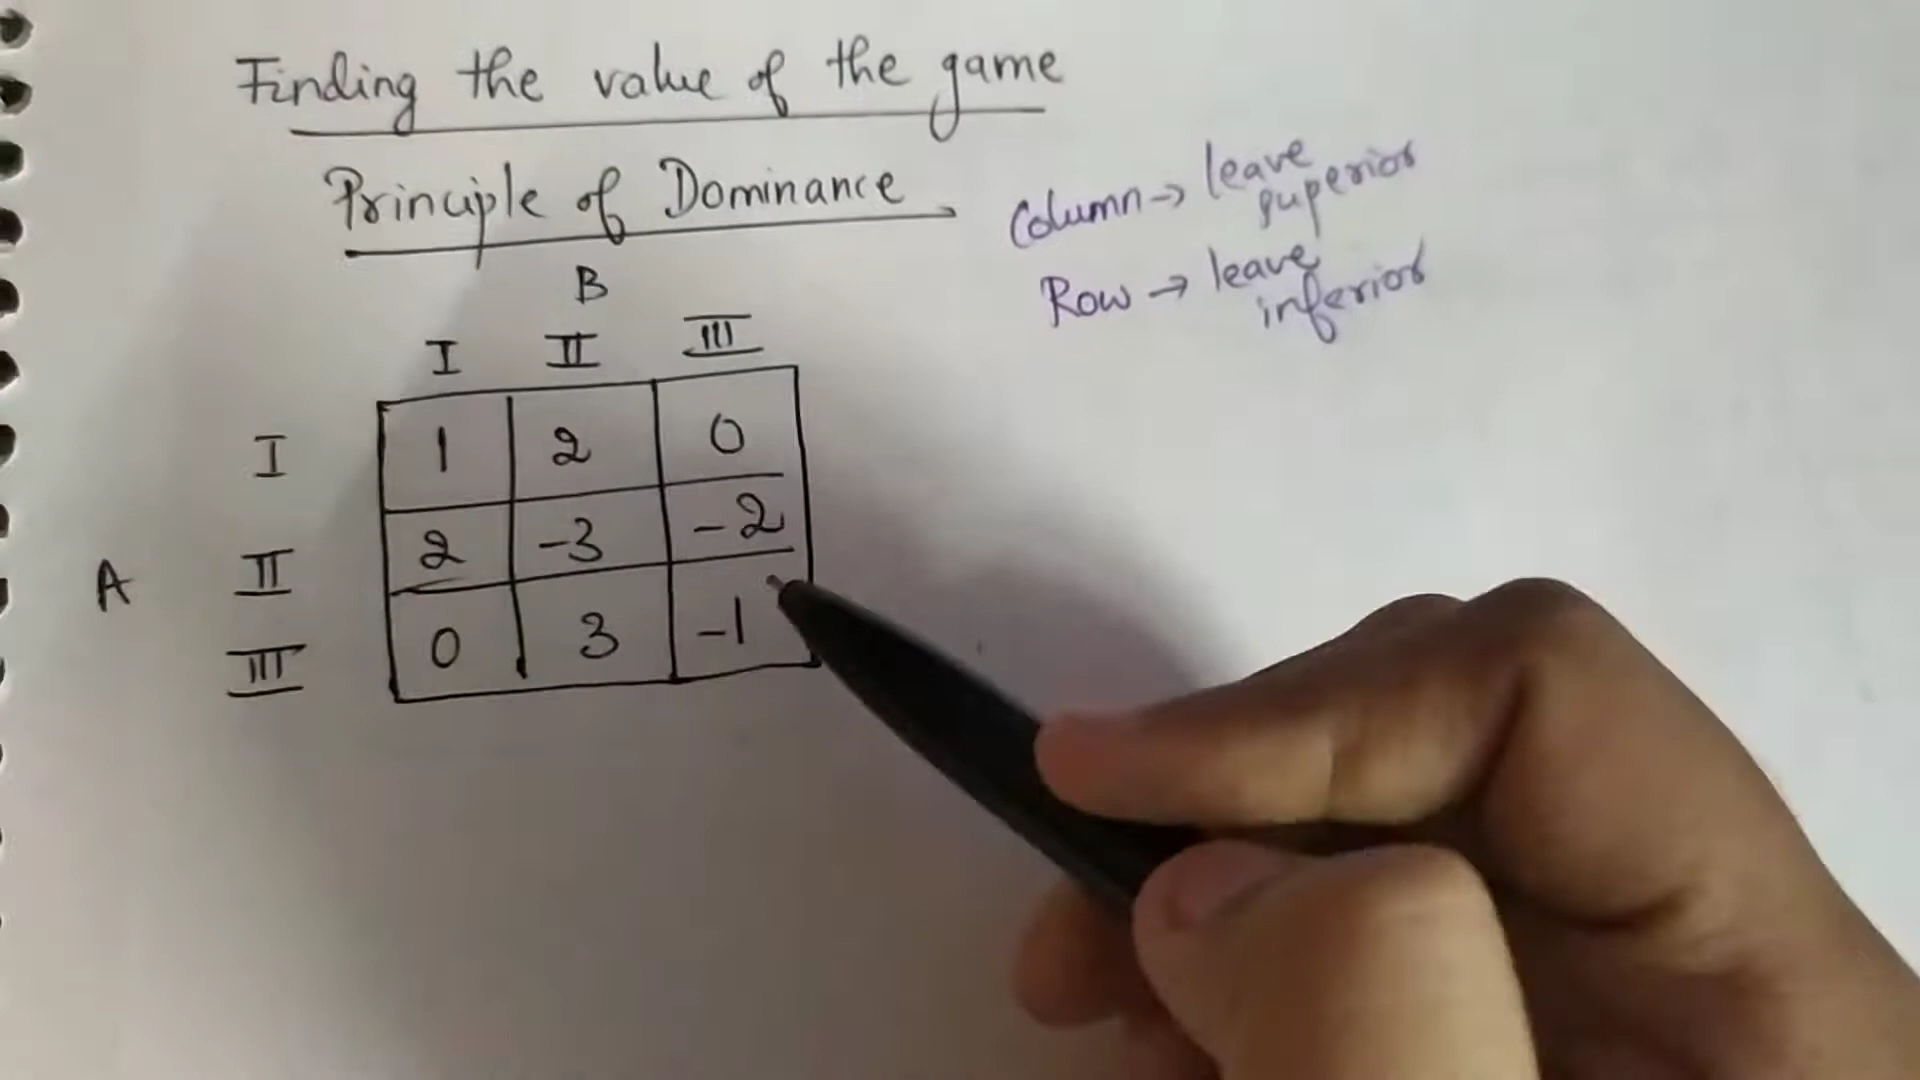 Finding the value of the game
Principle of Dominance
Column → leave
superior
Row → leave
inferior
B
I II III
I 1 2 0
A II 2 -3 -2
III 0 3 -1